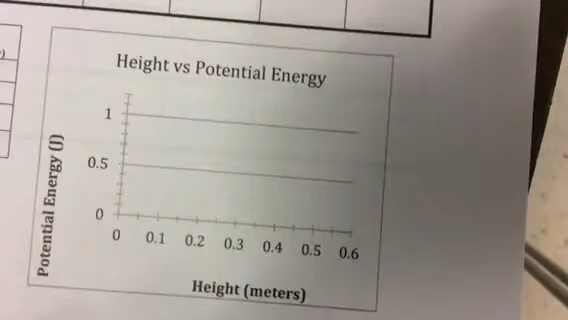 Height vs Potential Energy
Potential Energy (J)
1
0.5
0
0 0.1 0.2 0.3 0.4 0.5 0.6
Height (meters)